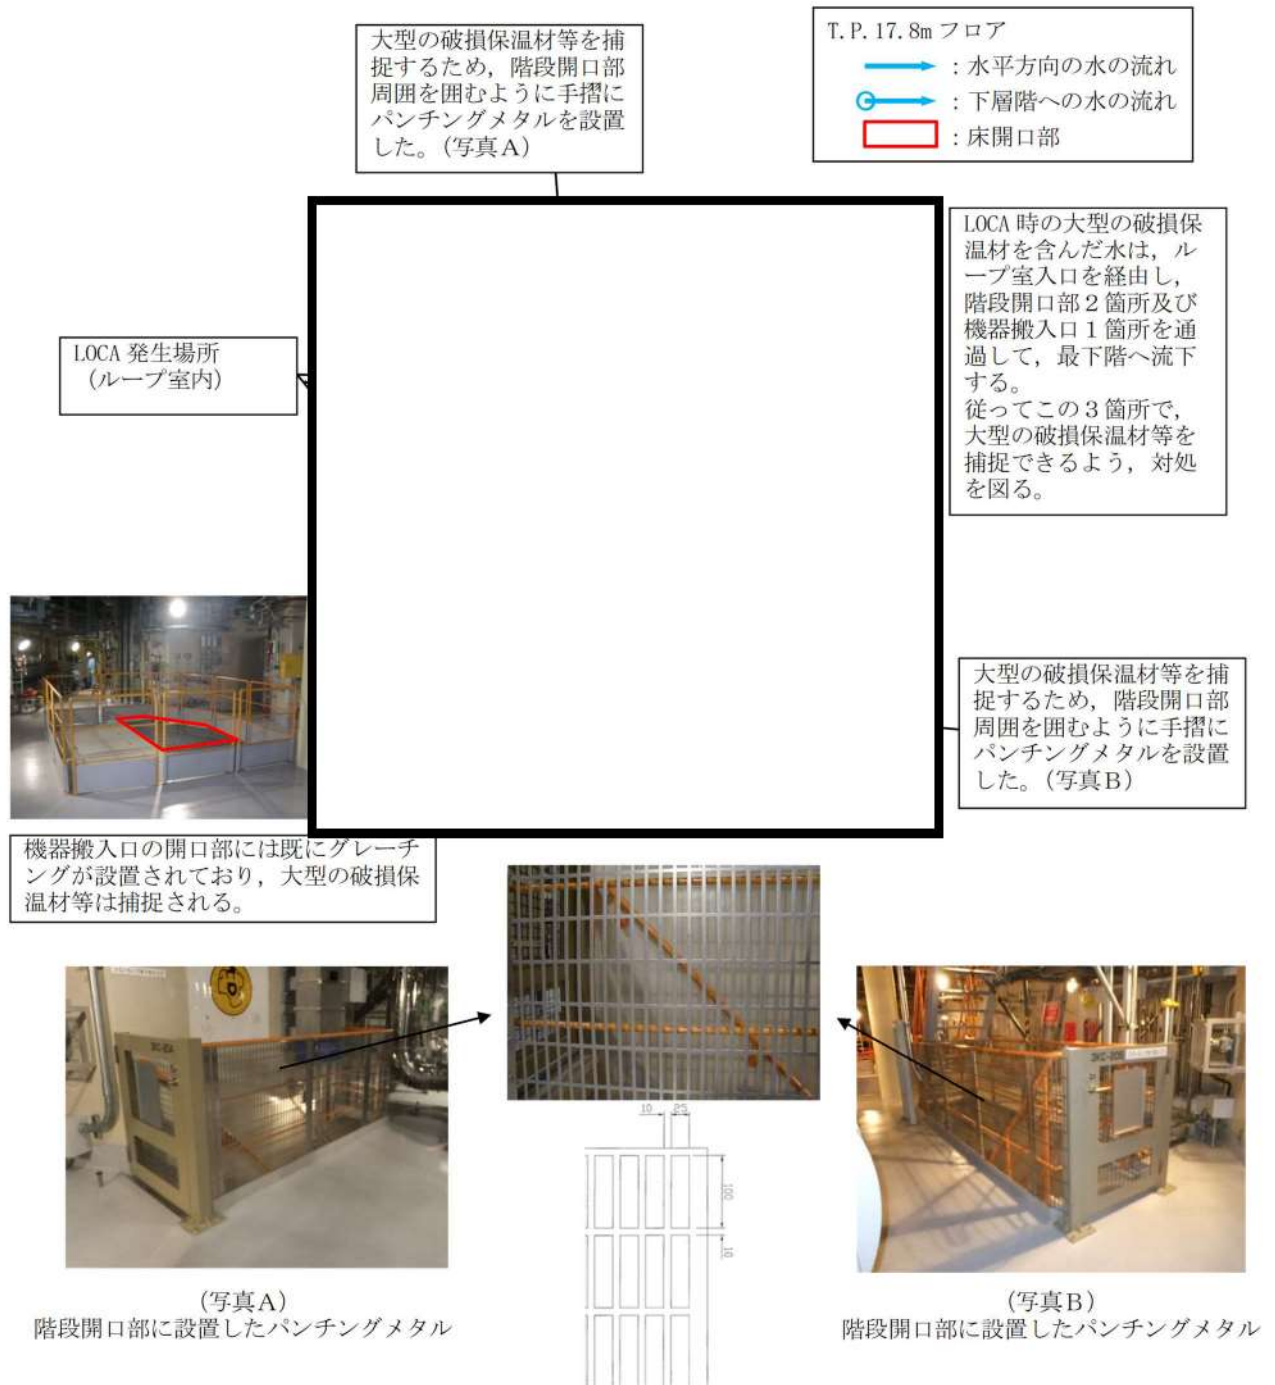 大型の破損保温材等を捕
捉するため，階段開口部
周囲を囲むように手摺に
パンチングメタルを設置
した。（写真Ａ）
T.P.17.8m フロア
：水平方向の水の流れ
：下層階への水の流れ
：床開口部
LOCA 時の大型の破損保
温材を含んだ水は，ル
ープ室入口を経由し，
階段開口部２箇所及び
機器搬入口１箇所を通
過して，最下階へ流下
する。
従ってこの３箇所で，
大型の破損保温材等を
捕捉できるよう，対処
を図る。
LOCA 発生場所
（ループ室内）
大型の破損保温材等を捕
捉するため，階段開口部
周囲を囲むように手摺に
パンチングメタルを設置
した。（写真Ｂ）
機器搬入口の開口部には既にグレーチ
ングが設置されており，大型の破損保
温材等は捕捉される。
10 25
100
10
（写真Ａ）
階段開口部に設置したパンチングメタル
（写真Ｂ）
階段開口部に設置したパンチングメタル